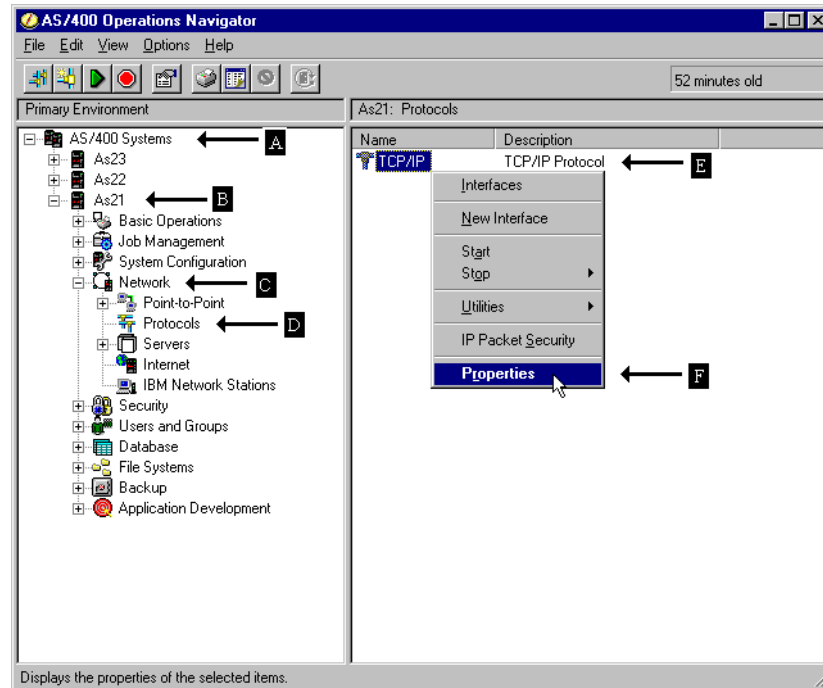 AS/400 Operations Navigator
File Edit View Options Help
52 minutes old
Primary Environment
As21: Protocols
AS/400 Systems
A
As23
As22
As21
B
Basic Operations
Job Management
System Configuration
Network
C
Point-to-Point
Protocols
D
Servers
Internet
IBM Network Stations
Security
Users and Groups
Database
File Systems
Backup
Application Development
Name Description
TCP/IP TCP/IP Protocol
E
Interfaces
New Interface
Start
Stop
Utilities
IP Packet Security
Properties
F
Displays the properties of the selected items.